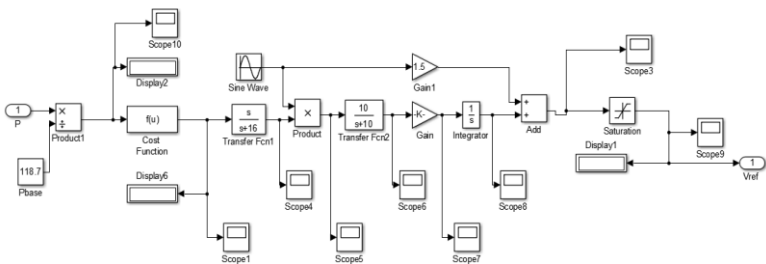 Scope10
Display2
Sine Wave
1.5
Gain1
Scope3
1
P
×
÷
Product1
f(u)
Cost
Function
s
s+16
Transfer Fcn1
×
Product
10
s+10
Transfer Fcn2
-K-
Gain
1
s
Integrator
+
+
Add
Saturation
Scope9
118.7
Pbase
Display6
Scope4
Scope6
Scope8
Display1
1
Vref
Scope1
Scope5
Scope7